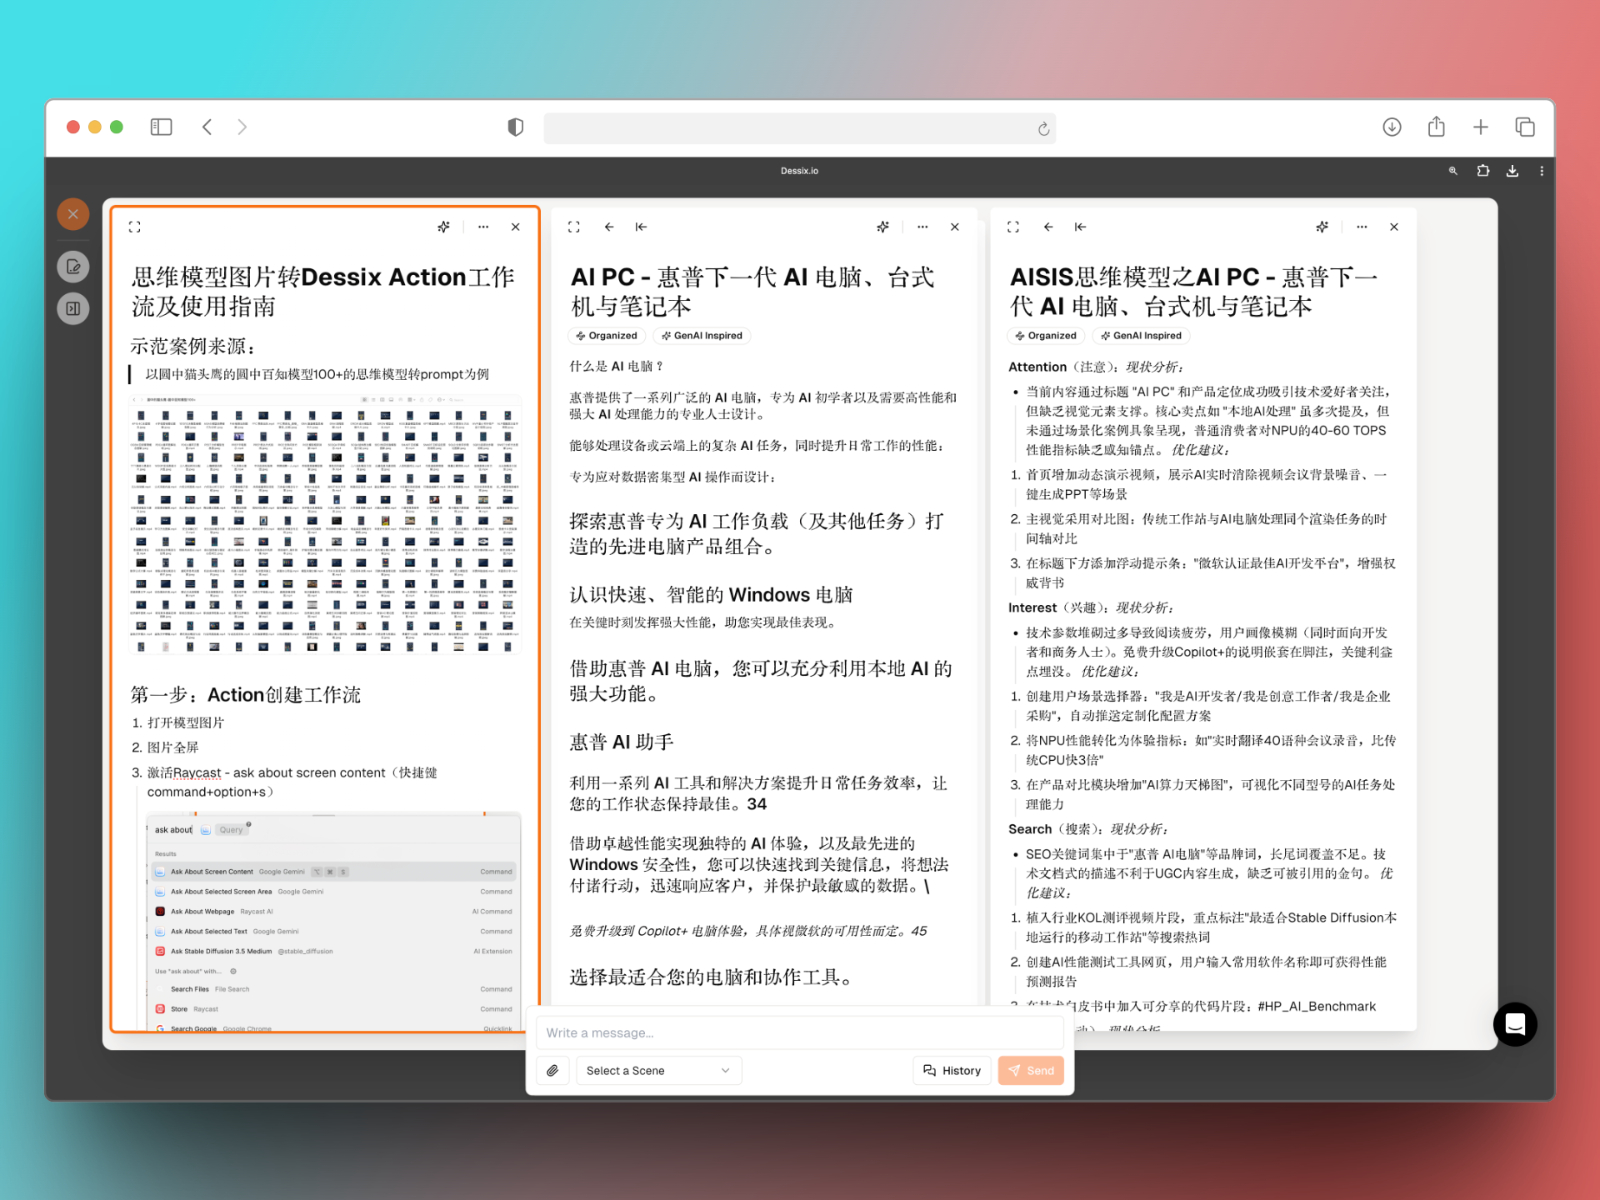 Dessix.io
思维模型图片转Dessix Action工作
流及使用指南
示范案例来源：
以圆中猫头鹰的圆中百知模型100+的思维模型转prompt为例
第一步：Action创建工作流
1. 打开模型图片
2. 图片全屏
3. 激活Raycast - ask about screen content（快捷键
command+option+s）
ask about Query
Results
Ask About Screen Content Google Gemini Command
Ask About Selected Screen Area Google Gemini Command
Ask About Webpage Raycast AI AI Command
Ask About Selected Text Google Gemini Command
Ask Stable Diffusion 3.5 Medium @stable_diffusion AI Extension
Use "ask about" with...
Search Files File Search Command
Store Raycast Command
Search Google Google Chrome Quicklink
AI PC - 惠普下一代 AI 电脑、台式
机与笔记本
Organized GenAI Inspired
什么是 AI 电脑？
惠普提供了一系列广泛的 AI 电脑，专为 AI 初学者以及需要高性能和
强大 AI 处理能力的专业人士设计。
能够处理设备或云端上的复杂 AI 任务，同时提升日常工作的性能：
专为应对数据密集型 AI 操作而设计：
探索惠普专为 AI 工作负载（及其他任务）打
造的先进电脑产品组合。
认识快速、智能的 Windows 电脑
在关键时刻发挥强大性能，助您实现最佳表现。
借助惠普 AI 电脑，您可以充分利用本地 AI 的
强大功能。
惠普 AI 助手
利用一系列 AI 工具和解决方案提升日常任务效率，让
您的工作状态保持最佳。34
借助卓越性能实现独特的 AI 体验，以及最先进的
Windows 安全性，您可以快速找到关键信息，将想法
付诸行动，迅速响应客户，并保护最敏感的数据。\
免费升级到 Copilot+ 电脑体验，具体视微软的可用性而定。45
选择最适合您的电脑和协作工具。
AISIS思维模型之AI PC - 惠普下一
代 AI 电脑、台式机与笔记本
Organized GenAI Inspired
Attention（注意）：现状分析：
• 当前内容通过标题 "AI PC" 和产品定位成功吸引技术爱好者关注，
但缺乏视觉元素支撑。核心卖点如 "本地AI处理" 虽多次提及，但
未通过场景化案例具象呈现，普通消费者对NPU的40-60 TOPS
性能指标缺乏感知锚点。 优化建议：
1. 首页增加动态演示视频，展示AI实时消除视频会议背景噪音、一
键生成PPT等场景
2. 主视觉采用对比图：传统工作站与AI电脑处理同个渲染任务的时
间轴对比
3. 在标题下方添加浮动提示条："微软认证最佳AI开发平台"，增强权
威背书
Interest（兴趣）：现状分析：
• 技术参数堆砌过多导致阅读疲劳，用户画像模糊（同时面向开发
者和商务人士）。免费升级Copilot+的说明嵌套在脚注，关键利益
点埋没。 优化建议：
1. 创建用户场景选择器："我是AI开发者/我是创意工作者/我是企业
采购"，自动推送定制化配置方案
2. 将NPU性能转化为体验指标：如"实时翻译40语种会议录音，比传
统CPU快3倍"
3. 在产品对比模块增加"AI算力天梯图"，可视化不同型号的AI任务处
理能力
Search（搜索）：现状分析：
• SEO关键词集中于"惠普 AI电脑"等品牌词，长尾词覆盖不足。技
术文档式的描述不利于UGC内容生成，缺乏可被引用的金句。 优
化建议：
1. 植入行业KOL测评视频片段，重点标注"最适合Stable Diffusion本
地运行的移动工作站"等搜索热词
2. 创建AI性能测试工具网页，用户输入常用软件名称即可获得性能
预测报告
3. 在技术白皮书中加入可分享的代码片段：#HP_AI_Benchmark
动）：现状分析：
Write a message...
Select a Scene History Send